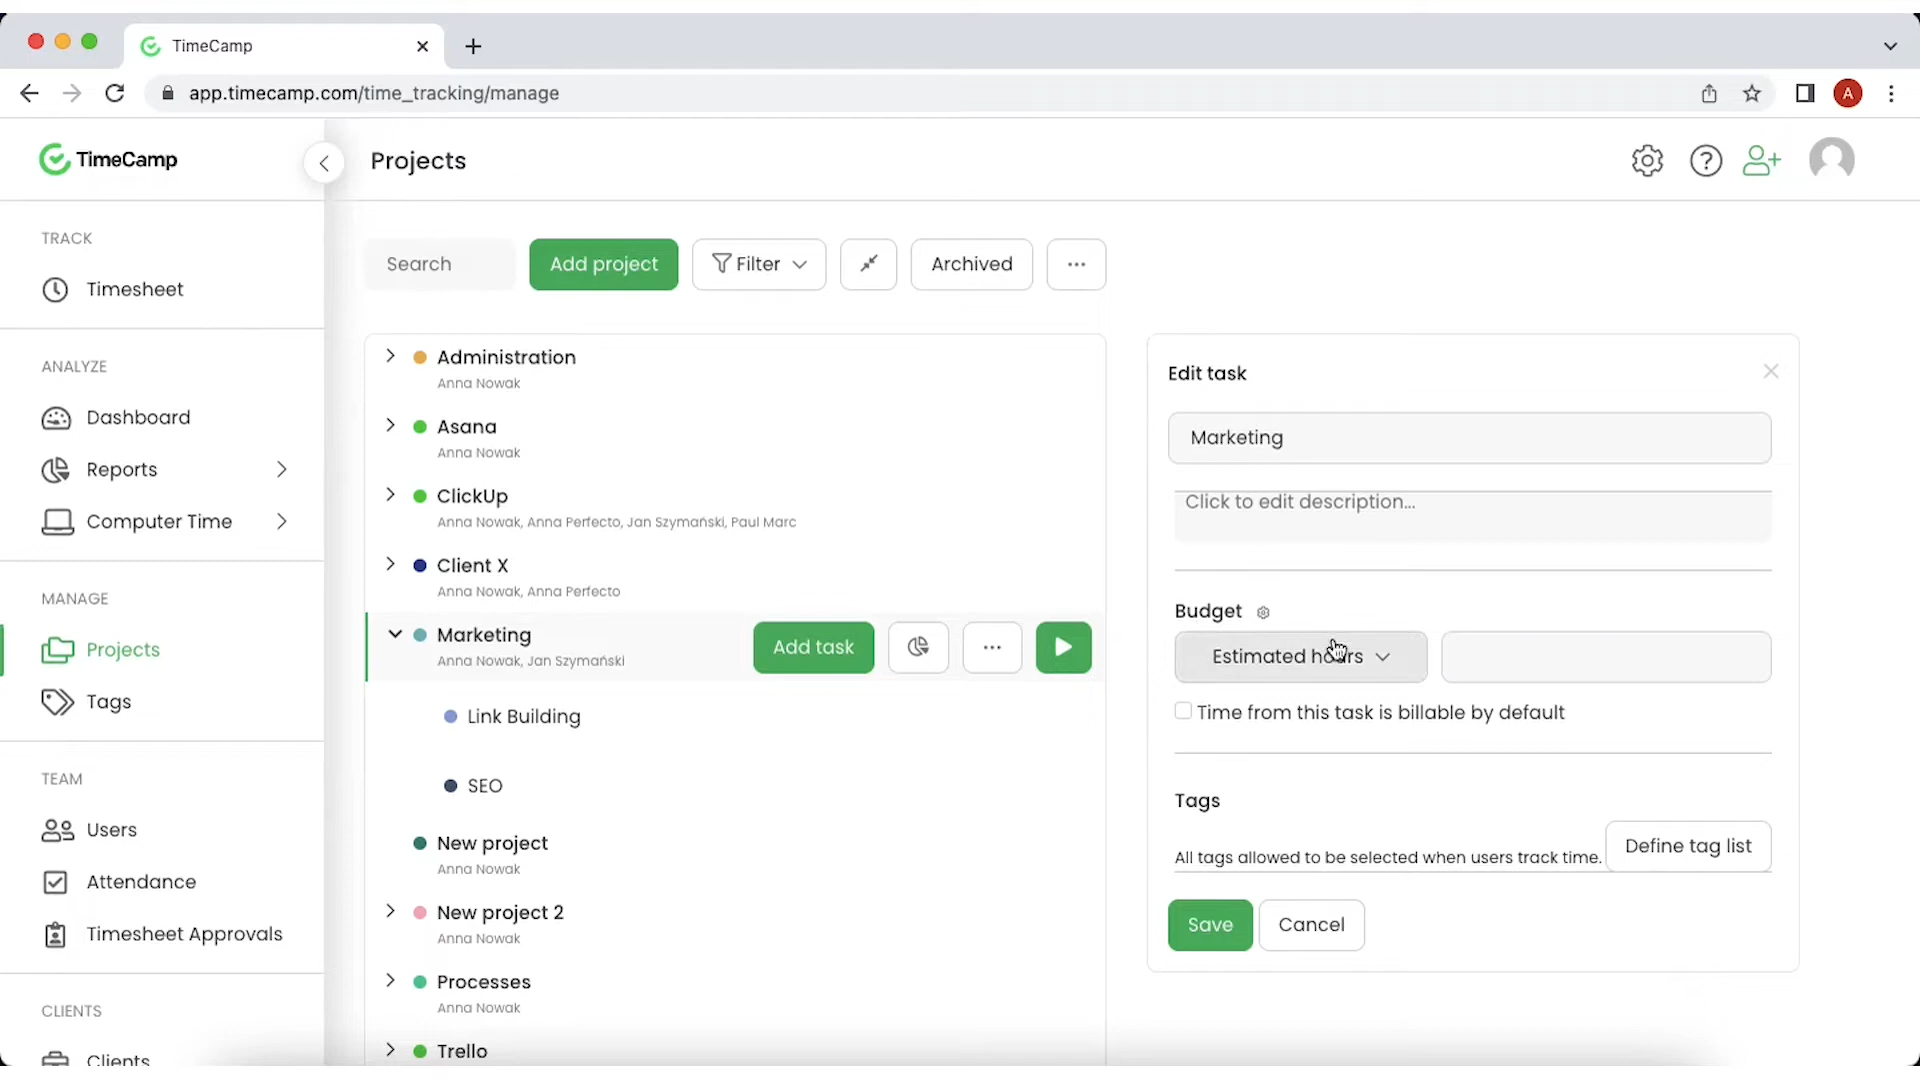 TimeCamp
app.timecamp.com/time_tracking/manage
A
TimeCamp
Projects
TRACK
Timesheet
ANALYZE
Dashboard
Reports
Computer Time
MANAGE
Projects
Tags
TEAM
Users
Attendance
Timesheet Approvals
CLIENTS
Clients
Search
Add project
Filter
Archived
Administration
Anna Nowak
Asana
Anna Nowak
ClickUp
Anna Nowak, Anna Perfecto, Jan Szymański, Paul Marc
Client X
Anna Nowak, Anna Perfecto
Marketing
Anna Nowak, Jan Szymański
Add task
Link Building
SEO
New project
Anna Nowak
New project 2
Anna Nowak
Processes
Anna Nowak
Trello
Edit task
Marketing
Click to edit description...
Budget
Estimated hours
Time from this task is billable by default
Tags
All tags allowed to be selected when users track time.
Define tag list
Save
Cancel